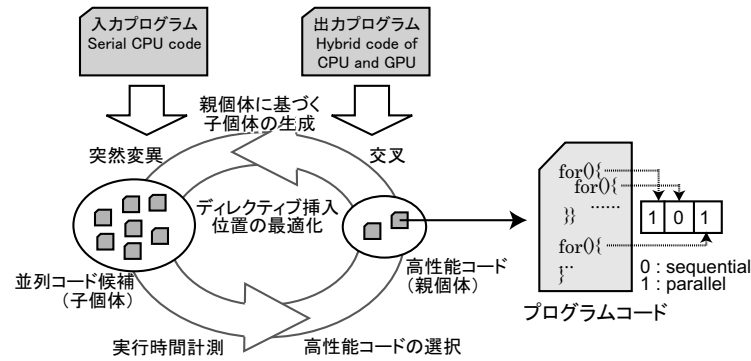 入力プログラム
Serial CPU code
出力プログラム
Hybrid code of
CPU and GPU
親個体に基づく
子個体の生成
突然変異
交叉
ディレクティブ挿入
位置の最適化
並列コード候補
（子個体）
高性能コード
（親個体）
実行時間計測
高性能コードの選択
for(){
for(){
}} ……
for(){
…
}
1 0 1
0 : sequential
1 : parallel
プログラムコード